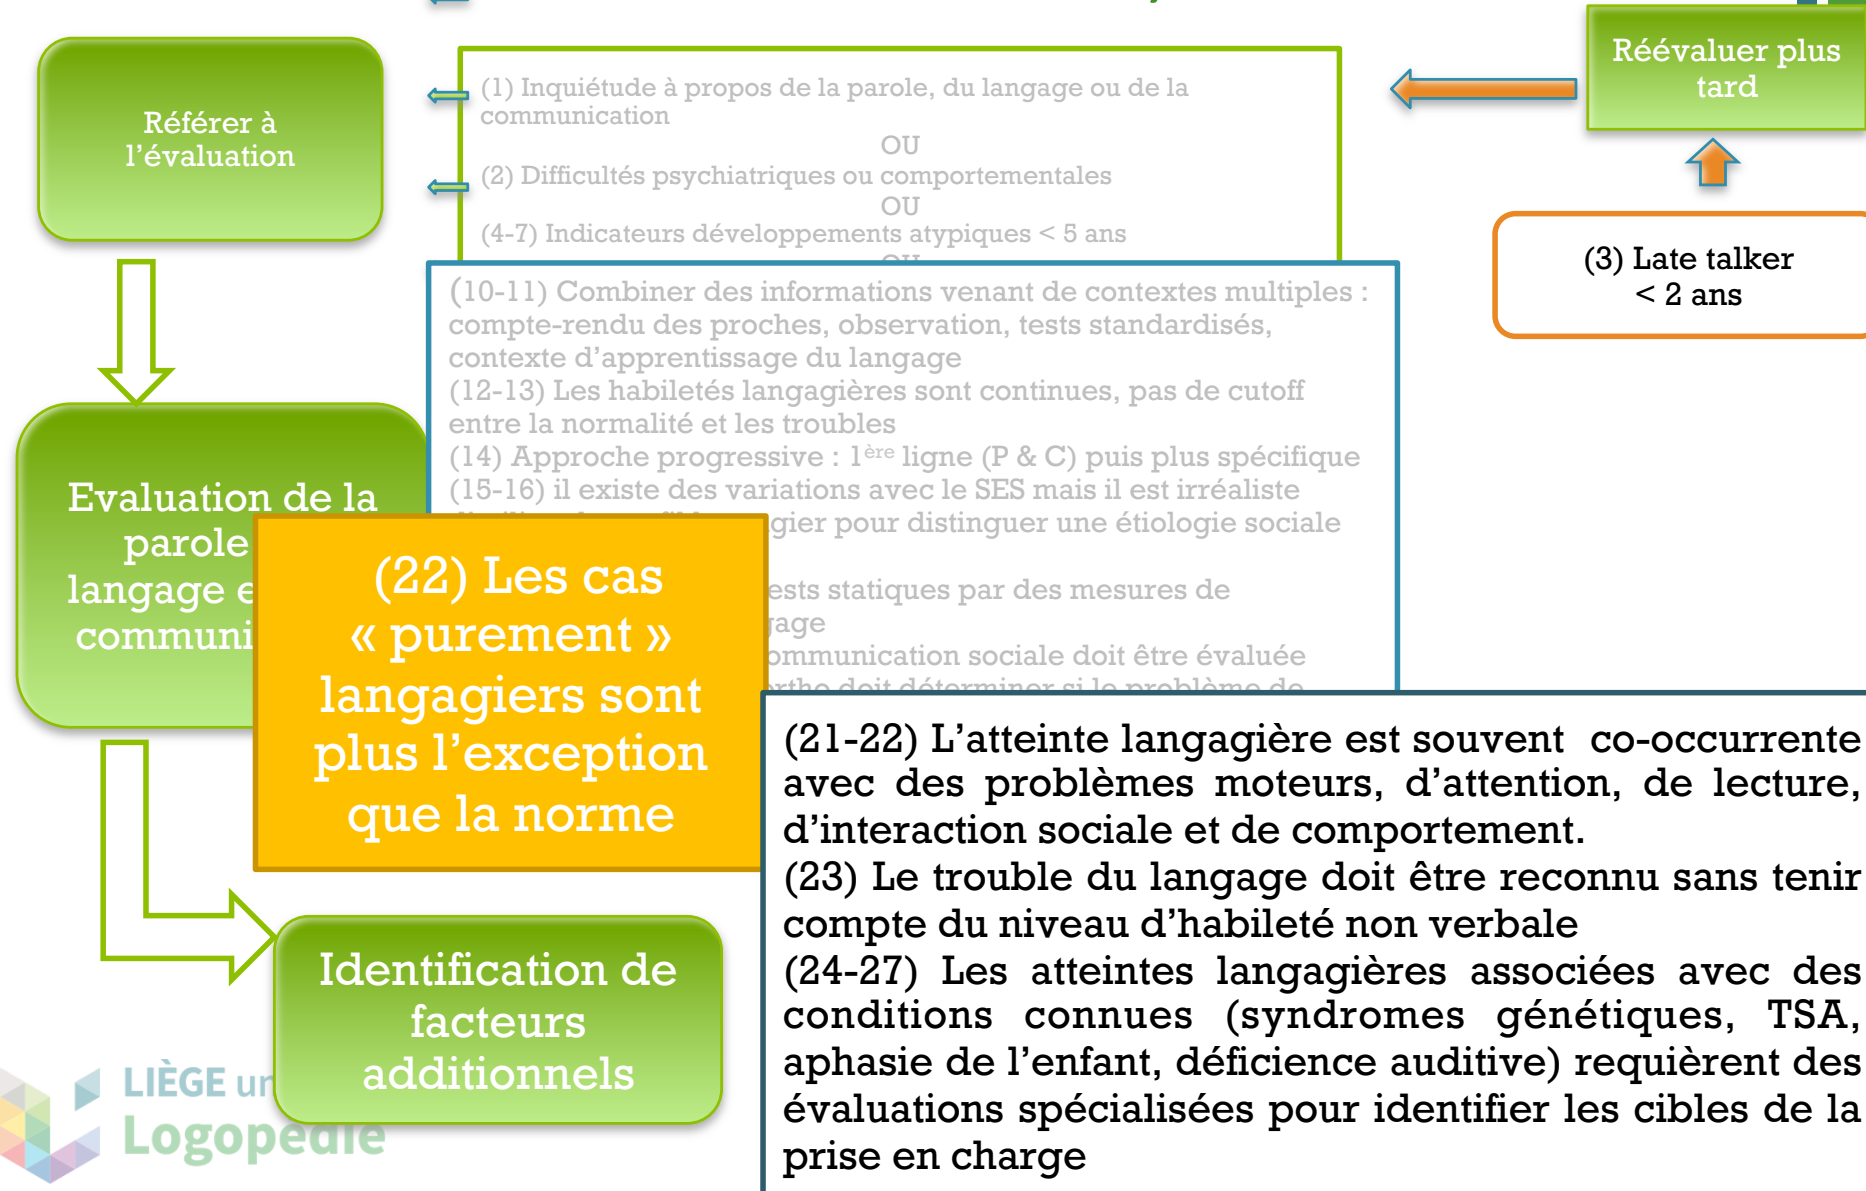 Référer à
l'évaluation
(1) Inquiétude à propos de la parole, du langage ou de la
communication
OU
(2) Difficultés psychiatriques ou comportementales
OU
(4-7) Indicateurs développements atypiques < 5 ans
Réévaluer plus
tard
(3) Late talker
< 2 ans
(10-11) Combiner des informations venant de contextes multiples :
compte-rendu des proches, observation, tests standardisés,
contexte d'apprentissage du langage
(12-13) Les habiletés langagières sont continues, pas de cutoff
entre la normalité et les troubles
(14) Approche progressive : 1ère ligne (P & C) puis plus spécifique
(15-16) il existe des variations avec le SES mais il est irréaliste
pour distinguer une étiologie sociale
statiques par des mesures de
sociale doit être évaluée
doit déterminer si le problème de
Evaluation de la
parole
langage
(22) Les cas
« purement »
langagiers sont
plus l'exception
que la norme
(21-22) L'atteinte langagière est souvent co-occurrente
avec des problèmes moteurs, d'attention, de lecture,
d'interaction sociale et de comportement.
(23) Le trouble du langage doit être reconnu sans tenir
compte du niveau d'habileté non verbale
(24-27) Les atteintes langagières associées avec des
conditions connues (syndromes génétiques, TSA,
aphasie de l'enfant, déficience auditive) requièrent des
évaluations spécialisées pour identifier les cibles de la
prise en charge
Identification de
facteurs
additionnels
LIÈGE
Logopédie